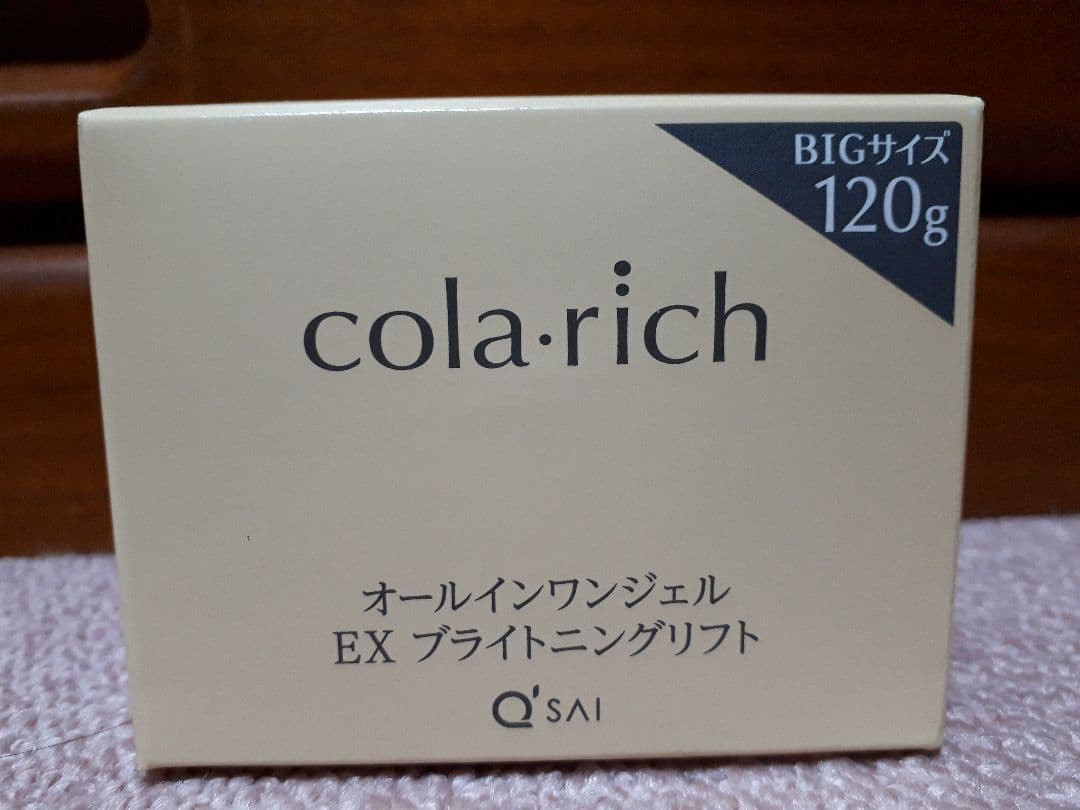 BIGサイズ
120g
cola・rich
オールインワンジェル
EX ブライトニングリフト
Q'SAI